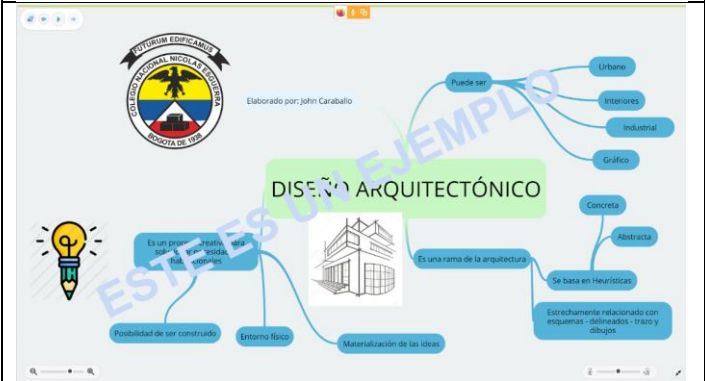 FUTURUM EDIFICAMUS
COLEGIO NACIONAL NICOLAS ESGUERRA
BOGOTA DE 1938
Elaborado por: John Caraballo
Puede ser
Urbano
Interiores
Industrial
Gráfico
DISEÑO ARQUITECTÓNICO
ESTE ES UN EJEMPLO
Es un proceso creativo para
solucionar necesidades
habitacionales
Posibilidad de ser construido
Entorno físico
Materialización de las ideas
Es una rama de la arquitectura
Se basa en Heurísticas
Concreta
Abstracta
Estrechamente relacionado con
esquemas - delineados - trazo y
dibujos